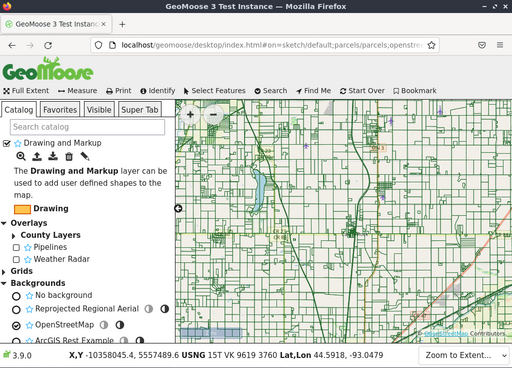 GeoMoose 3 Test Instance — Mozilla Firefox
GeoMoose 3 Test Instance
localhost/geomoose/desktop/index.html#on=sketch/default;parcels/parcels;openstre
GeoMoose
Full Extent Measure Print Identify Select Features Search Find Me Start Over Bookmark
Catalog Favorites Visible Super Tab
Search catalog
Drawing and Markup
The Drawing and Markup layer can be
used to add user defined shapes to the
map.
Drawing
Overlays
County Layers
Pipelines
Weather Radar
Grids
Backgrounds
No background
Reprojected Regional Aerial
OpenStreetMap
ArcGIS Rest Example
© OpenStreetMap Contributors
3.9.0
X,Y -10358045.4, 5557489.6 USNG 15T VK 9619 3760 Lat,Lon 44.5918, -93.0479
Zoom to Extent...